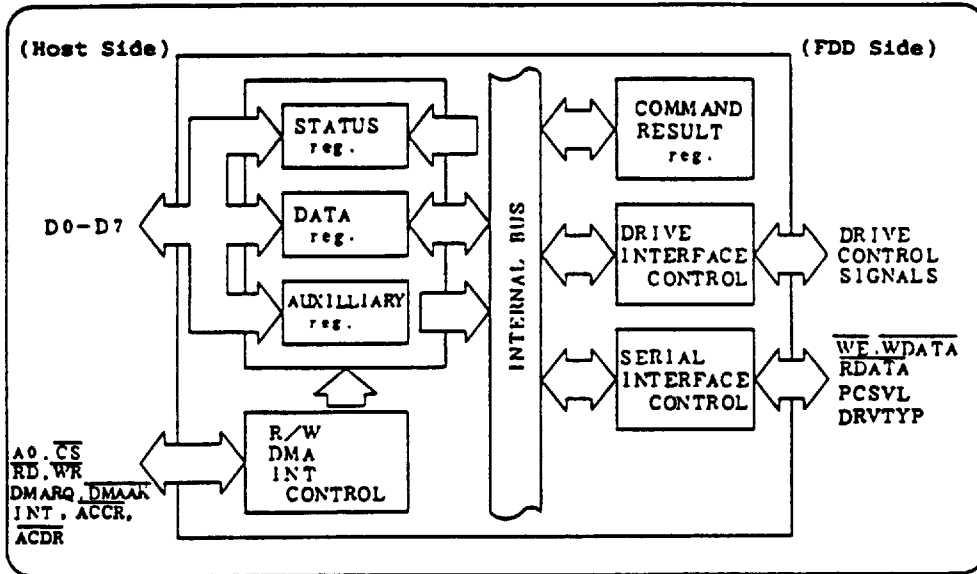 (Host Side)
(FDD Side)
STATUS
reg.
DATA
reg.
AUXILLIARY
reg.
D0-D7
R/W
DMA
INT
CONTROL
A0. CS
RD, WR
DMARQ, DMAAK
INT, ACCR,
ACDR
INTERNAL BUS
COMMAND
RESULT
reg.
DRIVE
INTERFACE
CONTROL
SERIAL
INTERFACE
CONTROL
DRIVE
CONTROL
SIGNALS
WE. WDATA
RDATA
PCSVL
DRVTYP